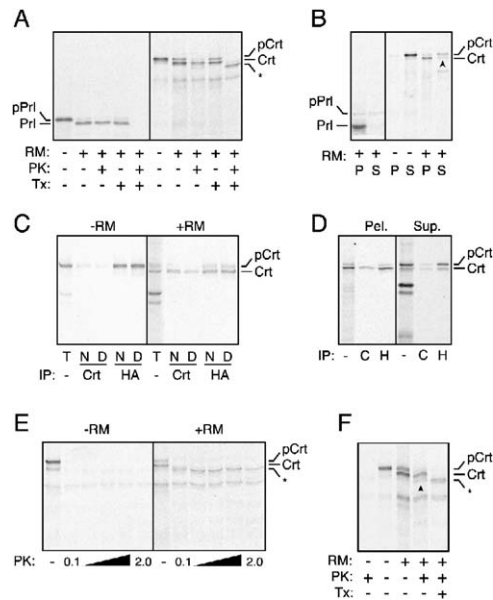 A
pCrt
Crt
*
pPrl
Prl
RM: - + + + + - + + + +
PK: - - + - + - - + - +
Tx: - - - + + - - - + +
B
pCrt
Crt
pPrl
Prl
RM: + + - - + +
P S P S P S
C
-RM +RM
pCrt
Crt
T N D N D T N D N D
IP: - Crt HA - Crt HA
D
Pel. Sup.
pCrt
Crt
IP: - C H - C H
E
-RM +RM
pCrt
Crt
*
PK: - 0.1 2.0 - 0.1 2.0
F
pCrt
Crt
*
RM: - - + + +
PK: + - - + +
Tx: - - - - +